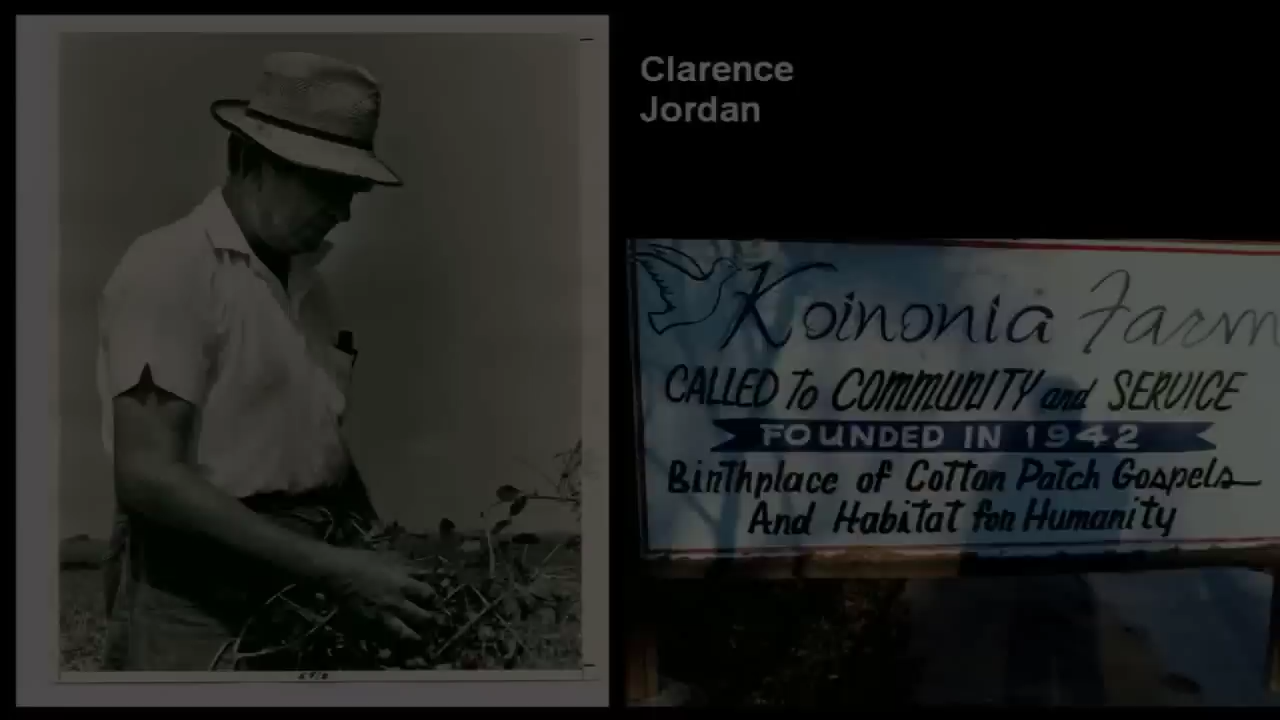 Clarence
Jordan
Koinonia Farm
CALLED To COMMUNITY and SERVICE
FOUNDED IN 1942
Birthplace of Cotton Patch Gospels
And Habitat for Humanity